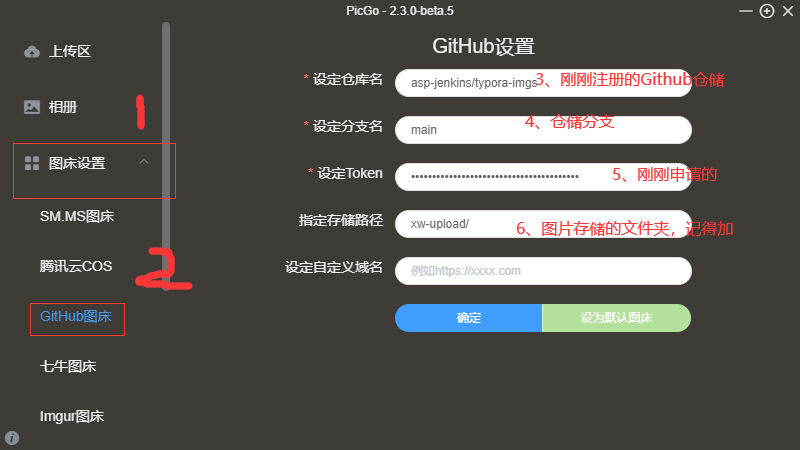 PicGo - 2.3.0-beta.5
上传区
相册
1
图床设置
SM.MS图床
腾讯云COS
2
GitHub图床
七牛图床
Imgur图床
GitHub设置
* 设定仓库名
asp-jenkins/typora-imgs
3、刚刚注册的Github仓储
* 设定分支名
main
4、仓储分支
* 设定Token
5、刚刚申请的
指定存储路径
xw-upload/
6、图片存储的文件夹，记得加
设定自定义域名
例如https://xxxx.com
确定
设为默认图床